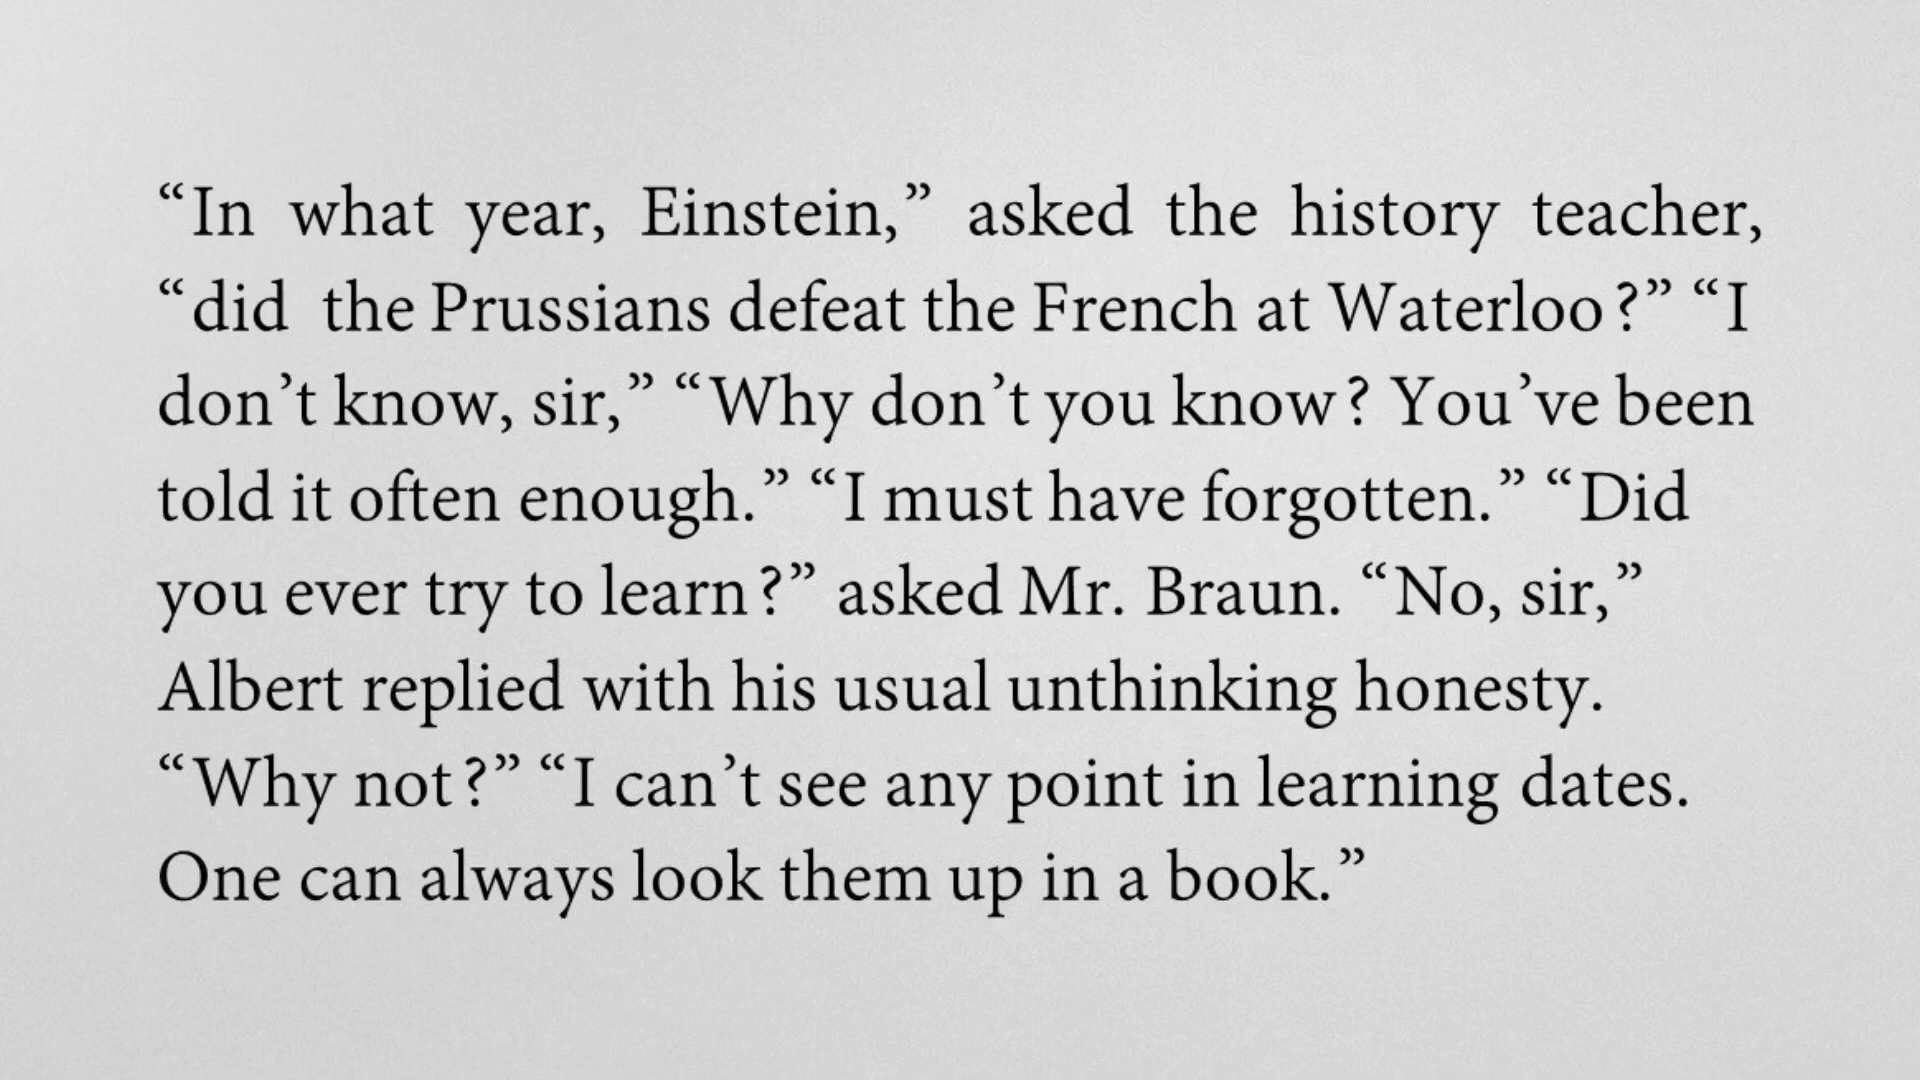 “In what year, Einstein,” asked the history teacher,
“did the Prussians defeat the French at Waterloo?” “I
don’t know, sir,” “Why don’t you know? You’ve been
told it often enough.” “I must have forgotten.” “Did
you ever try to learn?” asked Mr. Braun. “No, sir,”
Albert replied with his usual unthinking honesty.
“Why not?” “I can’t see any point in learning dates.
One can always look them up in a book.”